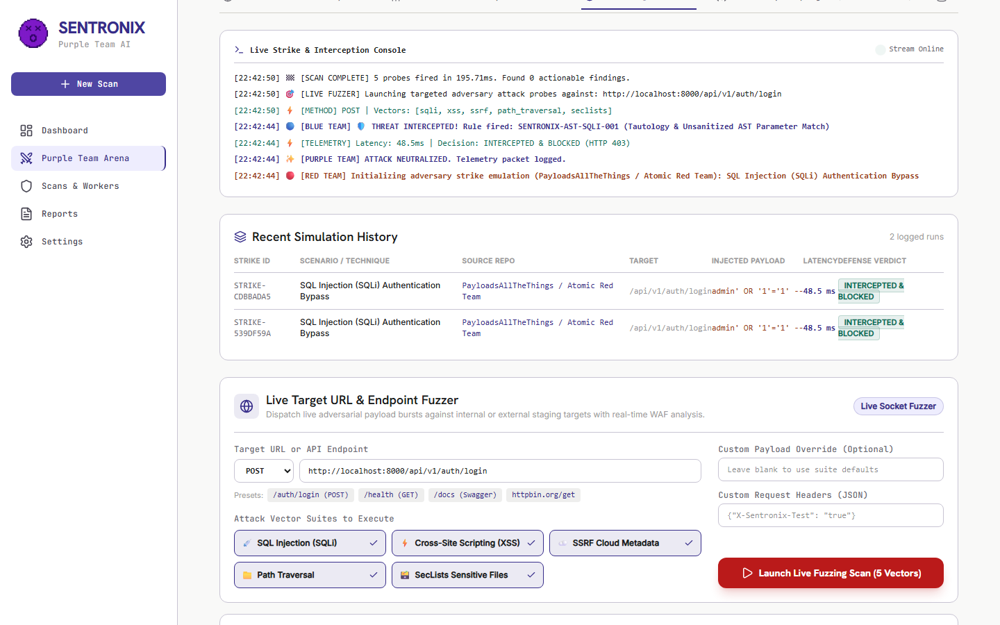 SENTRONIX
Purple Team AI
New Scan
Dashboard
Purple Team Arena
Scans & Workers
Reports
Settings
Live Strike & Interception Console
Stream Online
[22:42:50] 🏁 [SCAN COMPLETE] 5 probes fired in 195.71ms. Found 0 actionable findings.
[22:42:50] 🎯 [LIVE FUZZER] Launching targeted adversary attack probes against: http://localhost:8000/api/v1/auth/login
[22:42:50] ⚡ [METHOD] POST | Vectors: [sqli, xss, ssrf, path_traversal, seclists]
[22:42:44] 🔵 [BLUE TEAM] 🛡️ THREAT INTERCEPTED! Rule fired: SENTRONIX-AST-SQLI-001 (Tautology & Unsanitized AST Parameter Match)
[22:42:44] ⚡ [TELEMETRY] Latency: 48.5ms | Decision: INTERCEPTED & BLOCKED (HTTP 403)
[22:42:44] ✨ [PURPLE TEAM] ATTACK NEUTRALIZED. Telemetry packet logged.
[22:42:44] 🔴 [RED TEAM] Initializing adversary strike emulation (PayloadsAllTheThings / Atomic Red Team): SQL Injection (SQLi) Authentication Bypass
Recent Simulation History
2 logged runs
STRIKE ID SCENARIO / TECHNIQUE SOURCE REPO TARGET INJECTED PAYLOAD LATENCY DEFENSE VERDICT
STRIKE-CDBBADA5 SQL Injection (SQLi) Authentication Bypass PayloadsAllTheThings / Atomic Red Team /api/v1/auth/login admin' OR '1'='1' -- 48.5 ms INTERCEPTED & BLOCKED
STRIKE-539DF59A SQL Injection (SQLi) Authentication Bypass PayloadsAllTheThings / Atomic Red Team /api/v1/auth/login admin' OR '1'='1' -- 48.5 ms INTERCEPTED & BLOCKED
Live Target URL & Endpoint Fuzzer
Dispatch live adversarial payload bursts against internal or external staging targets with real-time WAF analysis.
Live Socket Fuzzer
Target URL or API Endpoint
POST http://localhost:8000/api/v1/auth/login
Presets: /auth/login (POST) /health (GET) /docs (Swagger) httpbin.org/get
Attack Vector Suites to Execute
SQL Injection (SQLi)
Cross-Site Scripting (XSS)
SSRF Cloud Metadata
Path Traversal
SecLists Sensitive Files
Custom Payload Override (Optional)
Leave blank to use suite defaults
Custom Request Headers (JSON)
{"X-Sentronix-Test": "true"}
Launch Live Fuzzing Scan (5 Vectors)